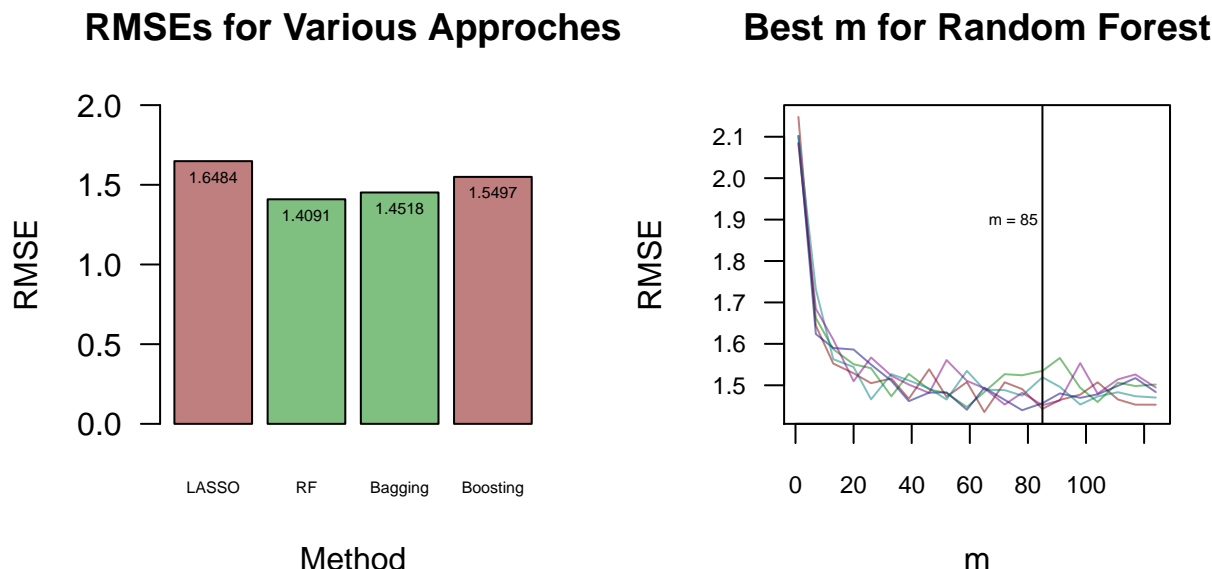 RMSEs for Various Approches
RMSE
2.0
1.5
1.0
0.5
0.0
1.6484
1.4091
1.4518
1.5497
LASSO RF Bagging Boosting
Method
Best m for Random Forest
RMSE
2.1
2.0
1.9
1.8
1.7
1.6
1.5
m = 85
0 20 40 60 80 100
m